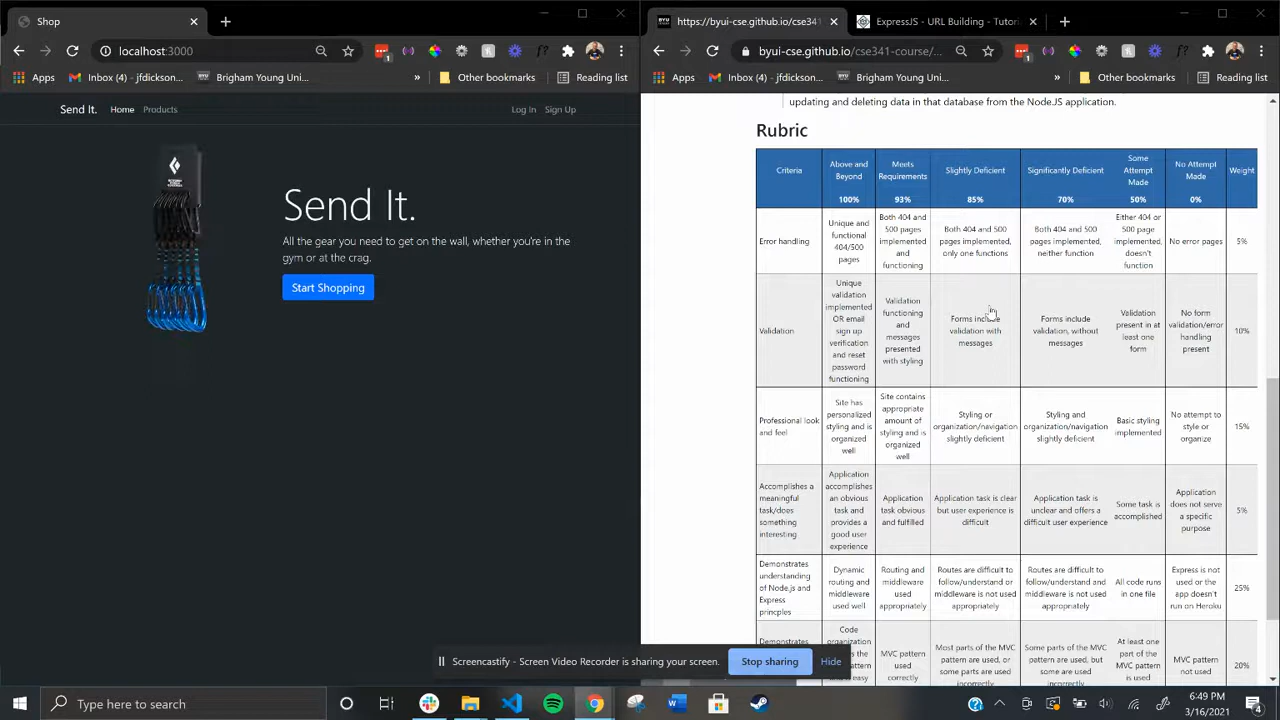 Shop
localhost:3000
Apps
Inbox (4) - jfdickson...
BYU
Brigham Young Uni...
»
Other bookmarks
Reading list
Send It.
Home
Products
Log In
Sign Up
Send It.
All the gear you need to get on the wall, whether you're in the
gym or at the crag.
Start Shopping
https://byui-cse.github.io/cse341
ExpressJS - URL Building - Tutori
byui-cse.github.io/cse341-course/...
Apps
Inbox (4) - jfdickson...
BYU
Brigham Young Uni...
»
Other bookmarks
Reading list
updating and deleting data in that database from the Node.JS application.
Rubric
Criteria
Above and
Beyond
100%
Meets
Requirements
93%
Slightly Deficient
85%
Significantly Deficient
70%
Some
Attempt
Made
50%
No Attempt
Made
0%
Weight
Error handling
Unique and
functional
404/500
pages
Both 404 and
500 pages
implemented
and
functioning
Both 404 and 500
pages implemented,
only one functions
Both 404 and 500
pages implemented,
neither function
Either 404 or
500 page
implemented,
doesn't
function
No error pages
5%
Validation
Unique
validation
implemented
OR email
sign up
verification
and reset
password
functioning
Validation
functioning
and
messages
presented
with styling
Forms include
validation with
messages
Forms include
validation, without
messages
Validation
present in at
least one
form
No form
validation/error
handling
present
10%
Professional look
and feel
Site has
personalized
styling and is
organized
well
Site contains
appropriate
amount of
styling and is
organized
well
Styling or
organization/navigation
slightly deficient
Styling and
organization/navigation
slightly deficient
Basic styling
implemented
No attempt to
style or
organize
15%
Accomplishes a
meaningful
task/does
something
interesting
Application
accomplishes
an obvious
task and
provides a
good user
experience
Application
task obvious
and fulfilled
Application task is clear
but user experience is
difficult
Application task is
unclear and offers a
difficult user experience
Some task is
accomplished
Application
does not serve
a specific
purpose
5%
Demonstrates
understanding
of Node.js and
Express
princples
Dynamic
routing and
middleware
used well
Routing and
middleware
used
appropriately
Routes are difficult to
follow/understand or
middleware is not used
appropriately
Routes are difficult to
follow/understand and
middleware is not used
appropriately
All code runs
in one file
Express is not
used or the
app doesn't
run on Heroku
25%
Code
MVC pattern
used
correctly
Most parts of the MVC
pattern are used, or
some parts are used
incorrectly
Some parts of the MVC
pattern are used, but
some are used
incorrectly
At least one
part of the
MVC pattern
is used
MVC pattern
not used
20%
Screencastify - Screen Video Recorder is sharing your screen.
Stop sharing
Hide
Type here to search
6:49 PM
3/16/2021
4